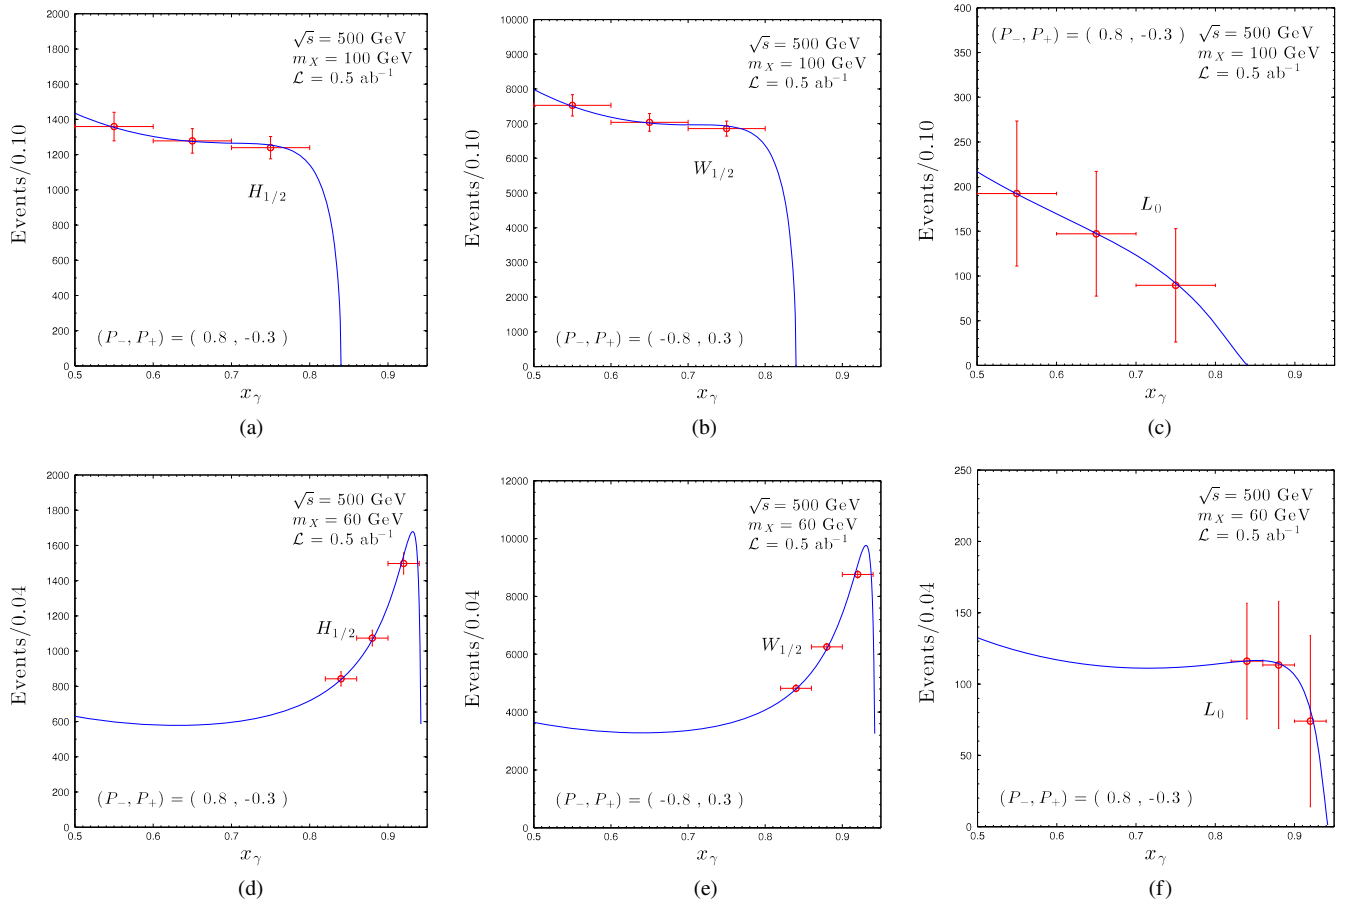 √s = 500 GeV
m_X = 100 GeV
ℒ = 0.5 ab⁻¹
H_{1/2}
(P₋, P₊) = ( 0.8 , -0.3 )
Events/0.10
0
200
400
600
800
1000
1200
1400
1600
1800
2000
0.5
0.6
0.7
0.8
0.9
x_γ
(a)
√s = 500 GeV
m_X = 100 GeV
ℒ = 0.5 ab⁻¹
W_{1/2}
(P₋, P₊) = ( -0.8 , 0.3 )
Events/0.10
0
1000
2000
3000
4000
5000
6000
7000
8000
9000
10000
0.5
0.6
0.7
0.8
0.9
x_γ
(b)
(P₋, P₊) = ( 0.8 , -0.3 )
√s = 500 GeV
m_X = 100 GeV
ℒ = 0.5 ab⁻¹
L₀
Events/0.10
0
50
100
150
200
250
300
350
400
0.5
0.6
0.7
0.8
0.9
x_γ
(c)
√s = 500 GeV
m_X = 60 GeV
ℒ = 0.5 ab⁻¹
H_{1/2}
(P₋, P₊) = ( 0.8 , -0.3 )
Events/0.04
0
200
400
600
800
1000
1200
1400
1600
1800
2000
0.5
0.6
0.7
0.8
0.9
x_γ
(d)
√s = 500 GeV
m_X = 60 GeV
ℒ = 0.5 ab⁻¹
W_{1/2}
(P₋, P₊) = ( -0.8 , 0.3 )
Events/0.04
0
2000
4000
6000
8000
10000
12000
0.5
0.6
0.7
0.8
0.9
x_γ
(e)
√s = 500 GeV
m_X = 60 GeV
ℒ = 0.5 ab⁻¹
L₀
(P₋, P₊) = ( 0.8 , -0.3 )
Events/0.04
0
50
100
150
200
250
0.5
0.6
0.7
0.8
0.9
x_γ
(f)